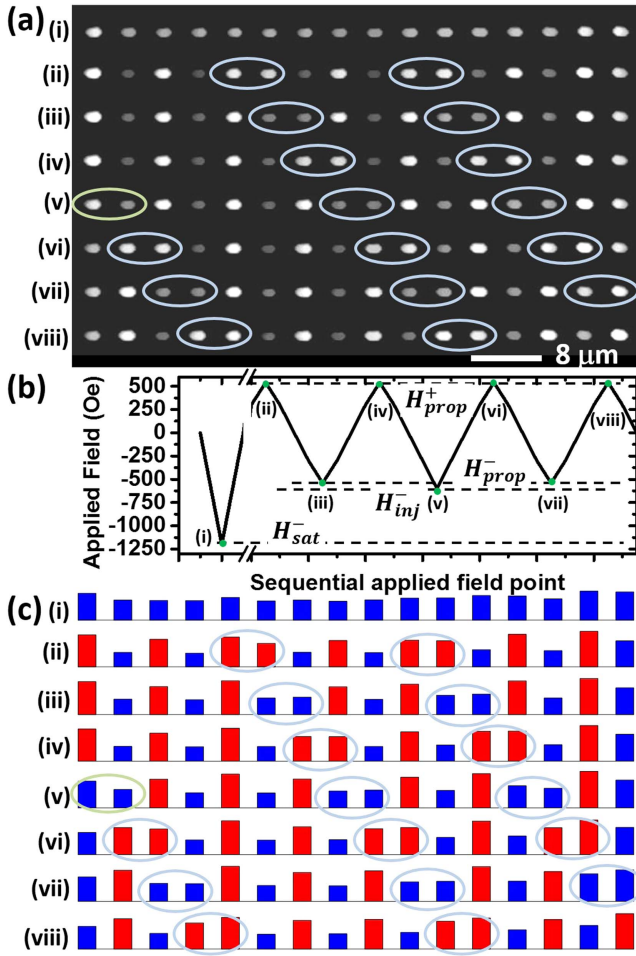 (a)
(i)
(ii)
(iii)
(iv)
(v)
(vi)
(vii)
(viii)
8 μm
(b)
Applied Field (Oe)
500
250
0
-250
-500
-750
-1000
-1250
(i)
(ii)
(iii)
(iv)
(v)
(vi)
(vii)
(viii)
H⁺prop
H⁻prop
H⁻inj
H⁻sat
Sequential applied field point
(c)
(i)
(ii)
(iii)
(iv)
(v)
(vi)
(vii)
(viii)